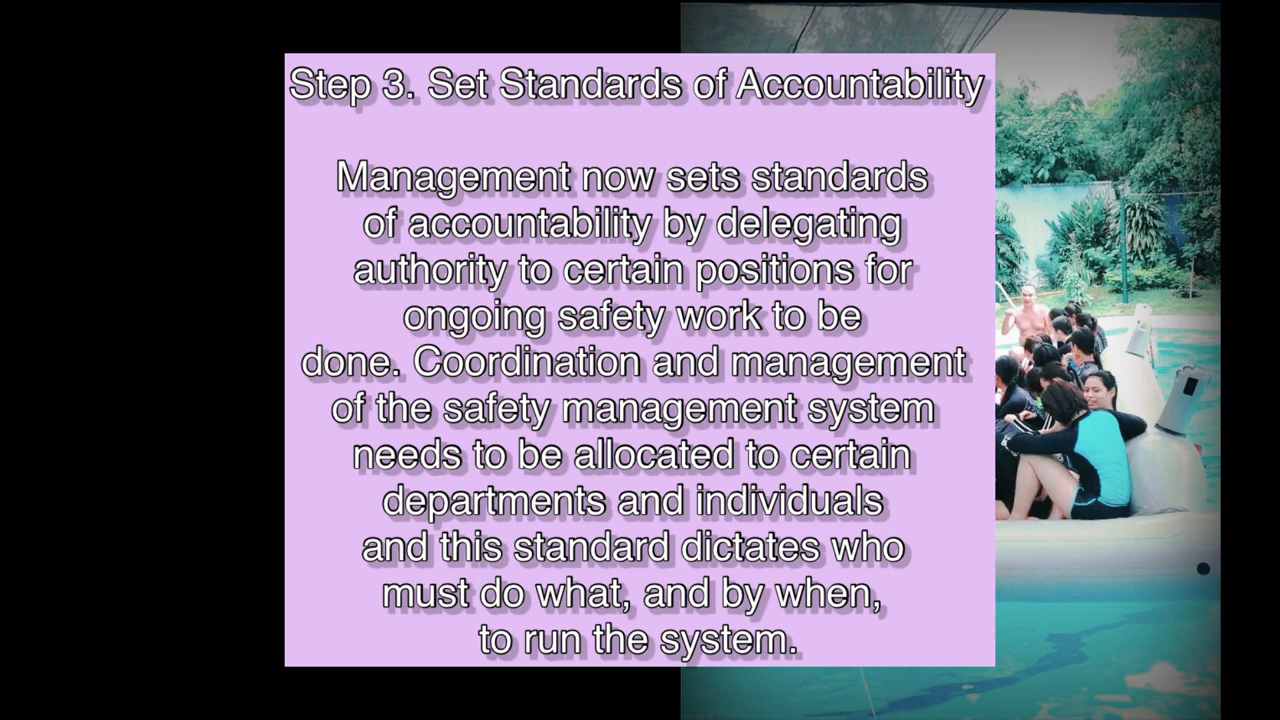 Step 3. Set Standards of Accountability
Management now sets standards
of accountability by delegating
authority to certain positions for
ongoing safety work to be
done. Coordination and management
of the safety management system
needs to be allocated to certain
departments and individuals
and this standard dictates who
must do what, and by when,
to run the system.